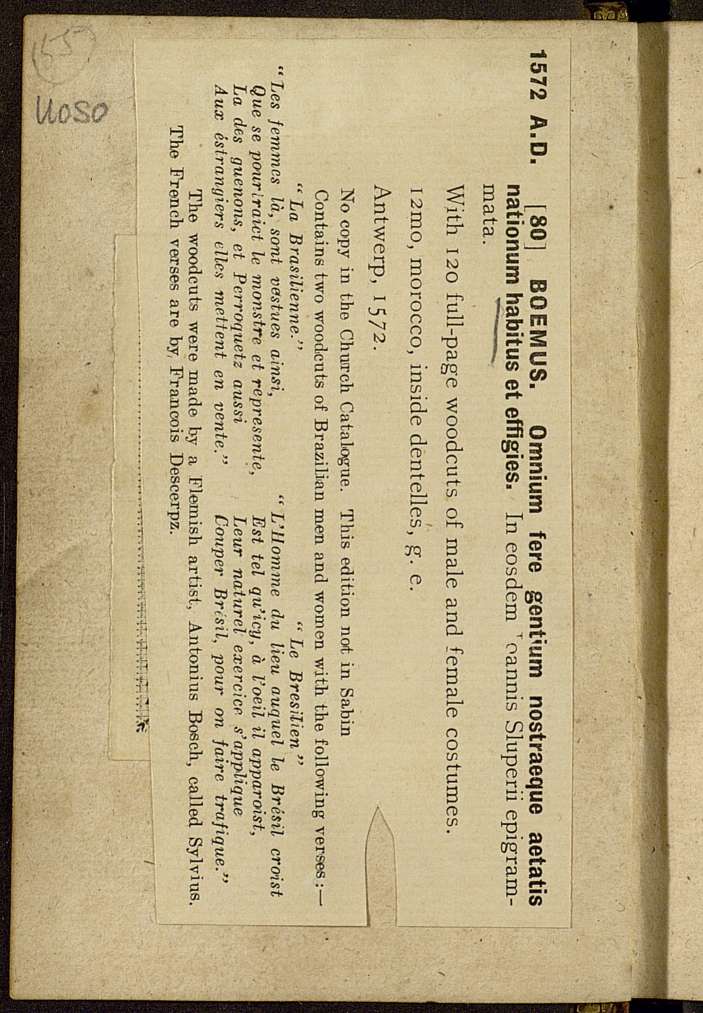 55
UOSO
1572 A.D. [80] BOEMUS. Omnium fere gentium nostraeque aetatis
nationum habitus et effigies. In eosdem Joannis Sluperii epigram-
mata.
With 120 full-page woodcuts of male and female costumes.
12mo, morocco, inside dentelles, g. e.
Antwerp, 1572.
No copy in the Church Catalogue. This edition not in Sabin
Contains two woodcuts of Brazilian men and women with the following verses :—
“ La Brasilienne.”
“ Les femmes là, sont vestues ainsi,
Que se pouriraict le monstre et represente,
La des guenons, et Perroquetz aussi
Aux éstrangiers elles mettent en vente.”
“ Le Bresilien ”
“ L'Homme du lieu auquel le Brésil croist
Est tel qu'icy, à l'oeil il apparoist,
Leur naturel exercice s'applique
Couper Brésil, pour on faire trafique.”
The woodcuts were made by a Flemish artist, Antonius Bosch, called Sylvius.
The French verses are by Francois Descerpz.